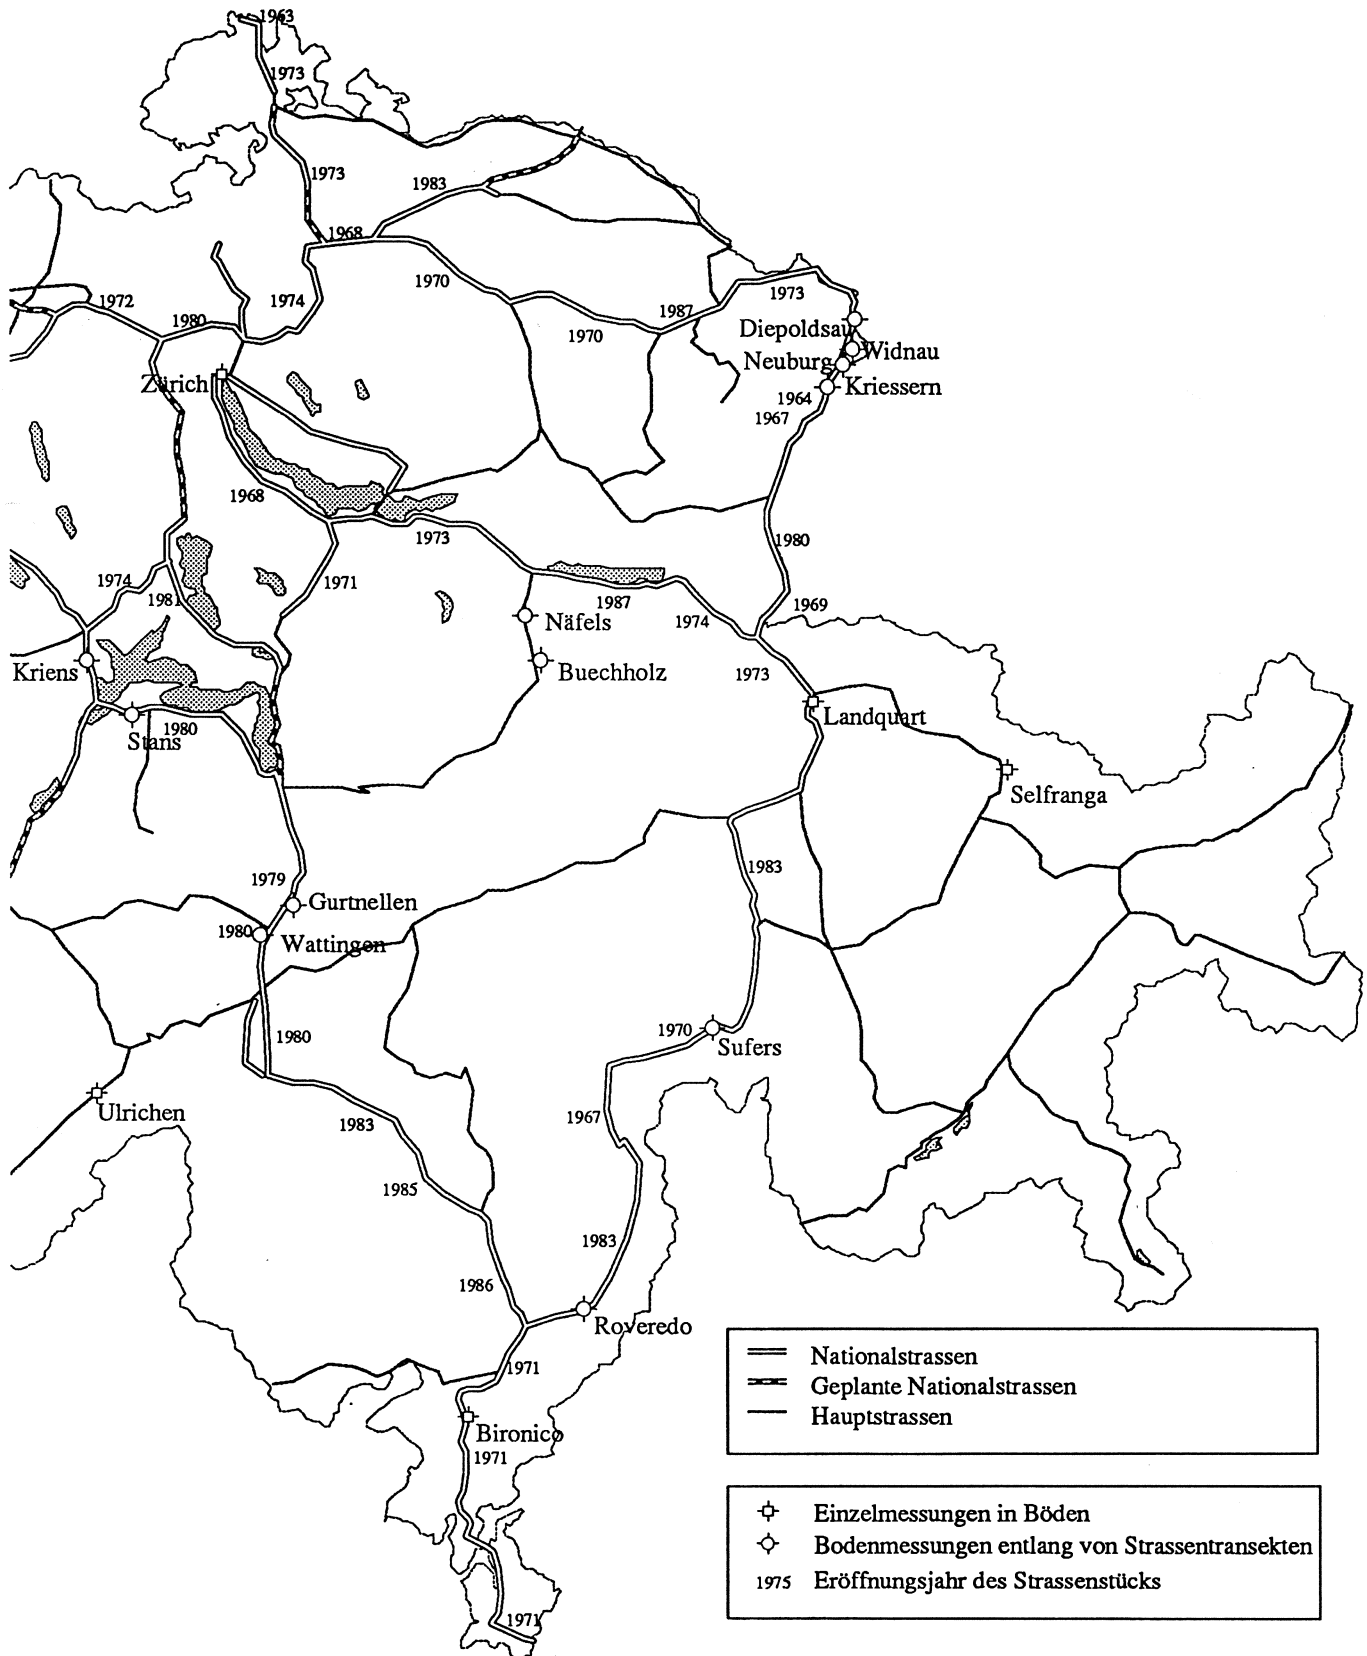 1963
1973
1973
1983
1968
1970
1974
1973
1972
1987
1980
1970
Diepoldsau
Widnau
Neuburg
Zürich
Kriessern
1964
1967
1968
1973
1980
1974
1971
1981
1987
1969
1974
Näfels
Kriens
Buechholz
1973
Landquart
1980
Stans
Selfranga
1983
1979
Gurtnellen
1980
Wattingen
1970
1980
Sufers
Ulrichen
1967
1983
1985
1983
1986
Roveredo
Nationalstrassen
1971
Geplante Nationalstrassen
Hauptstrassen
Bironico
1971
Einzelmessungen in Böden
Bodenmessungen entlang von Strassentransekten
1975 Eröffnungsjahr des Strassenstücks
1971